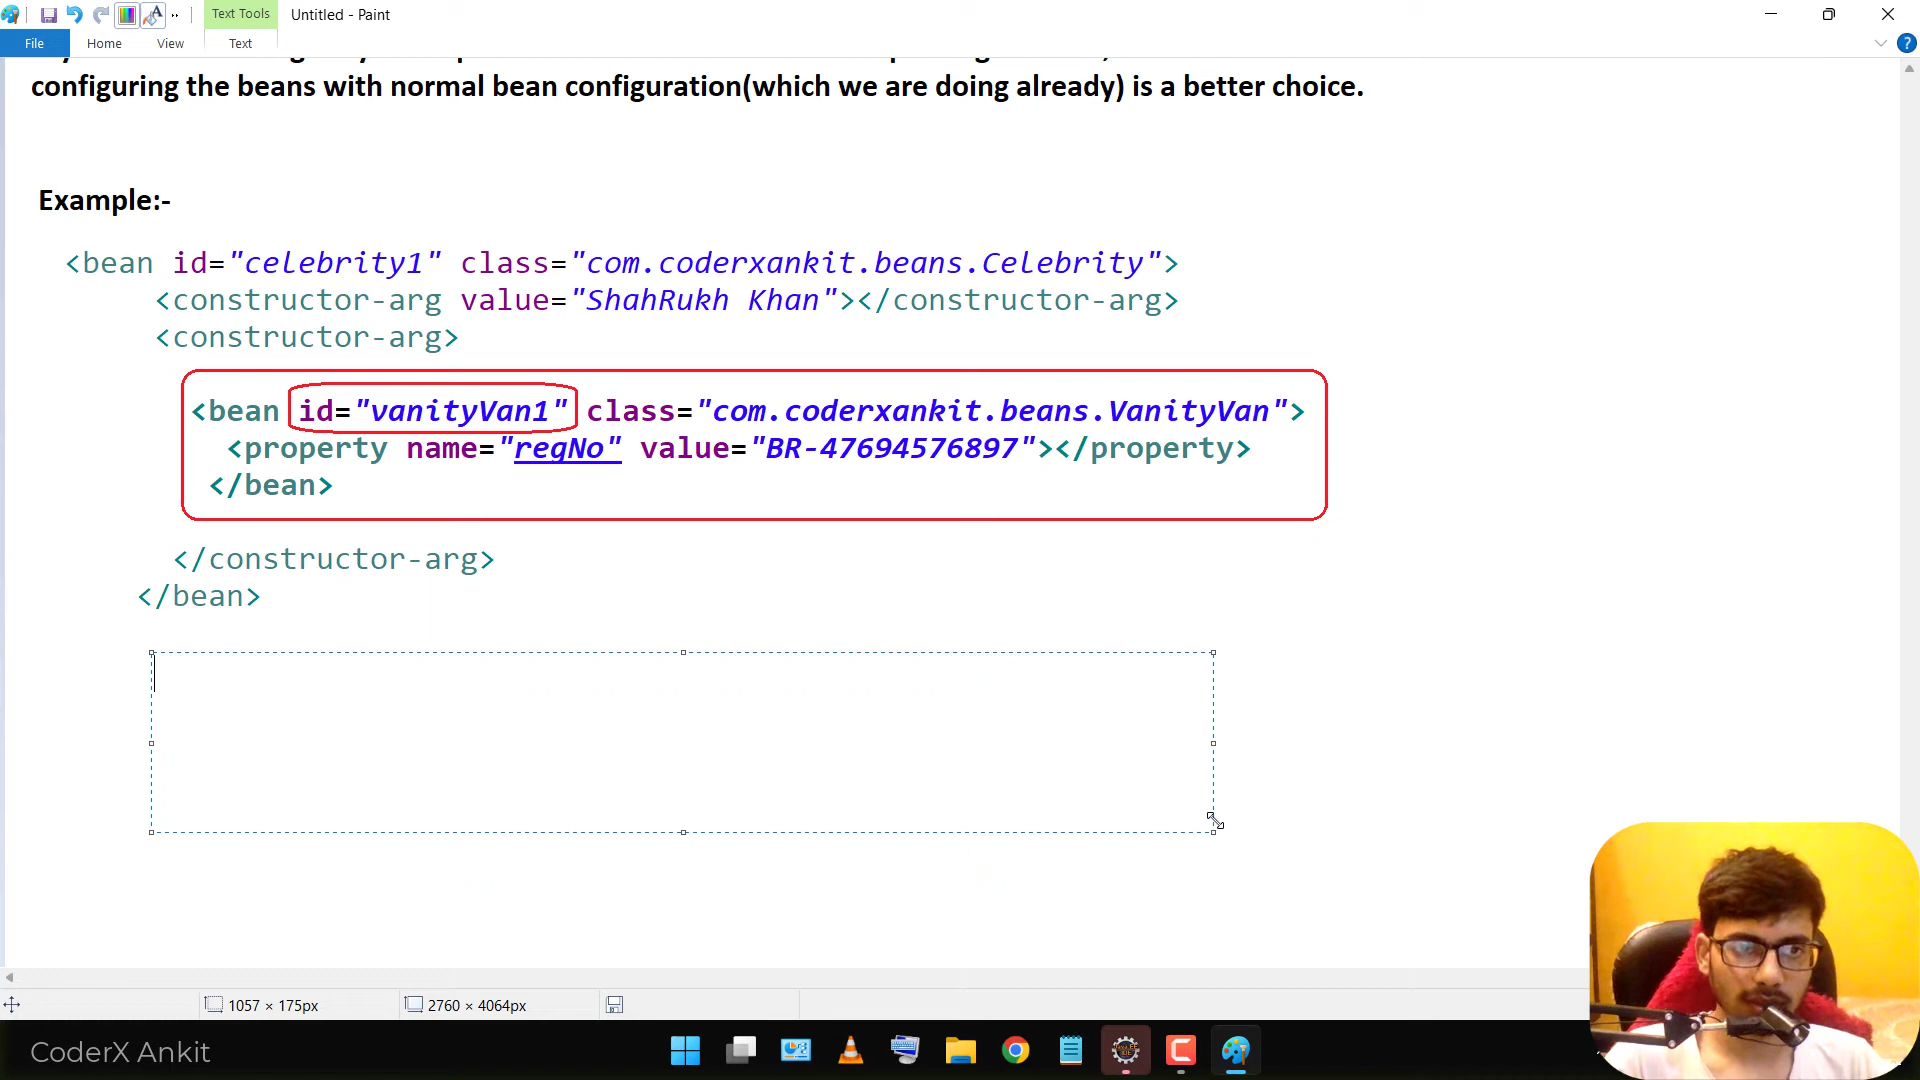 Text Tools
Untitled - Paint
File
Home
View
Text
configuring the beans with normal bean configuration(which we are doing already) is a better choice.
Example:-
<bean id="celebrity1" class="com.coderxankit.beans.Celebrity">
<constructor-arg value="ShahRukh Khan"></constructor-arg>
<constructor-arg>
<bean id="vanityVan1" class="com.coderxankit.beans.VanityVan">
<property name="regNo" value="BR-47694576897"></property>
</bean>
</constructor-arg>
</bean>
1057 × 175px
2760 × 4064px
CoderX Ankit